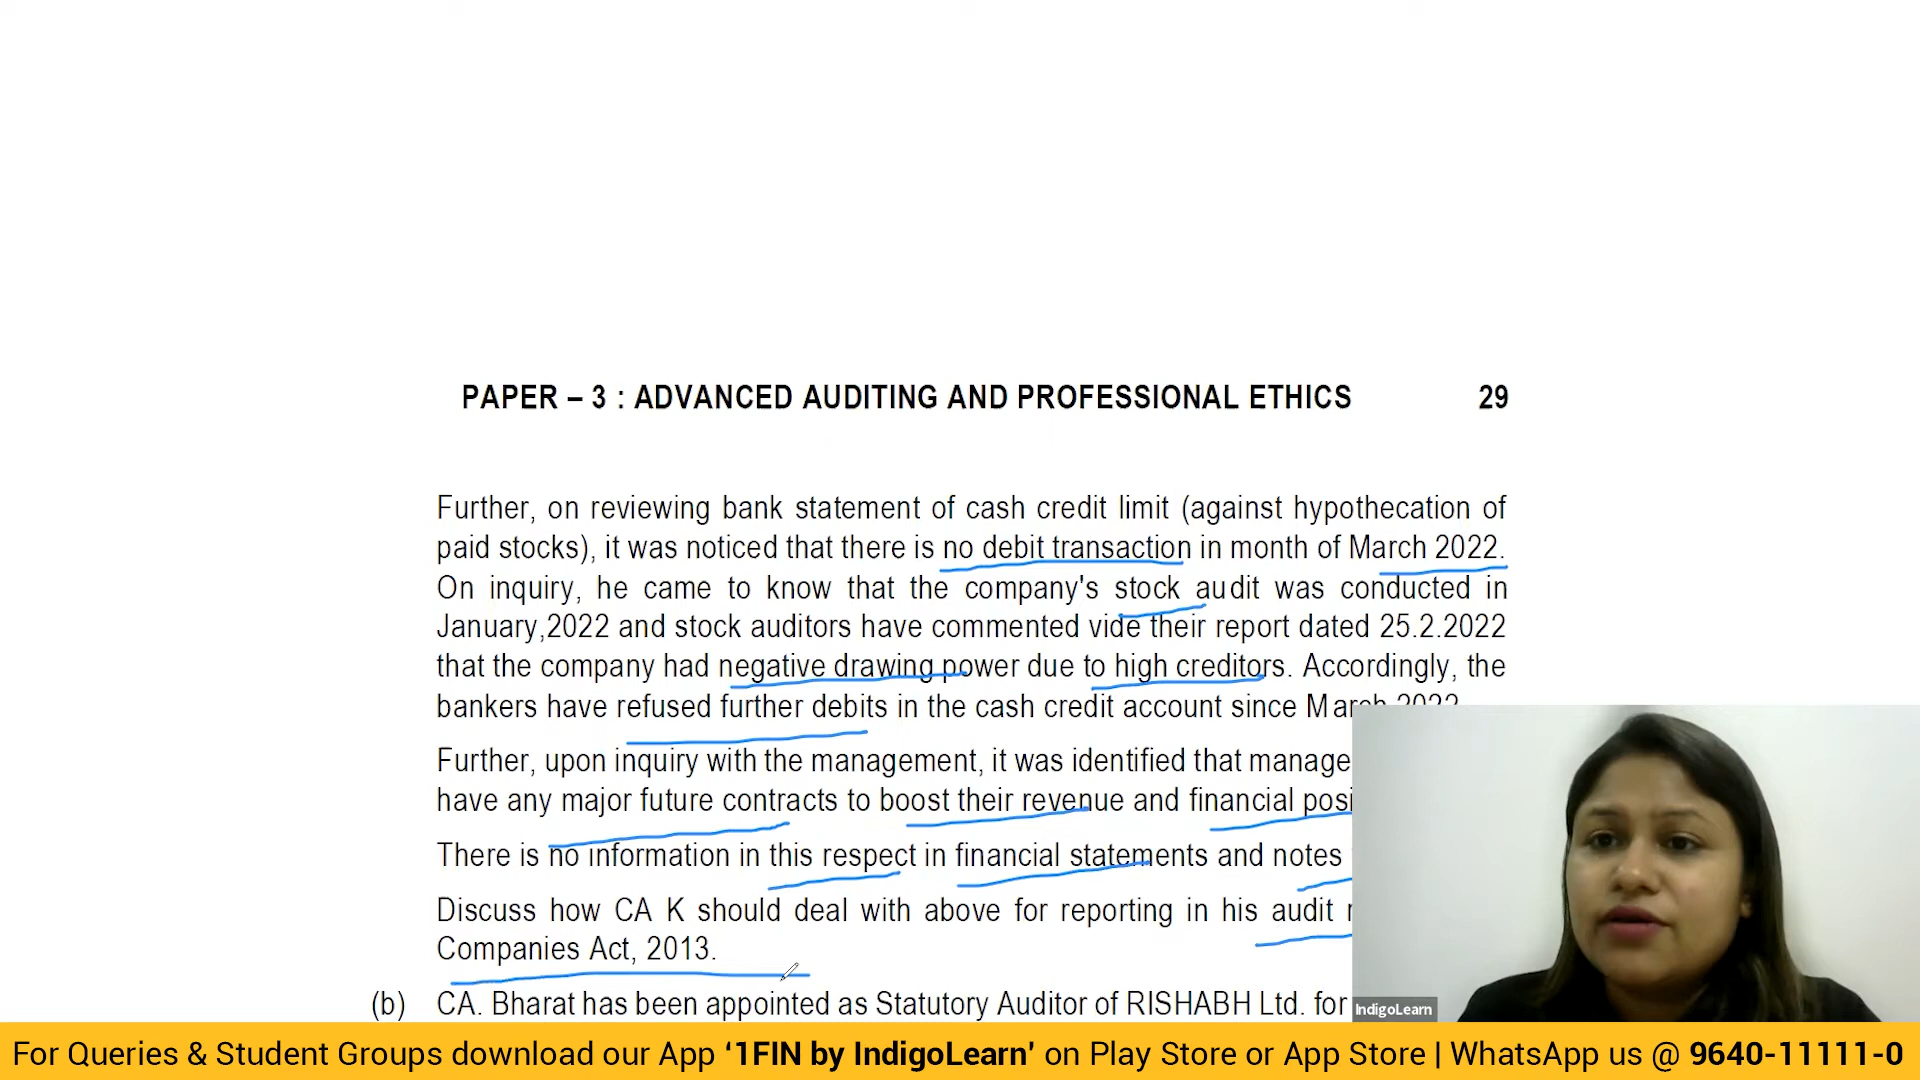 PAPER – 3 : ADVANCED AUDITING AND PROFESSIONAL ETHICS 29
Further, on reviewing bank statement of cash credit limit (against hypothecation of
paid stocks), it was noticed that there is no debit transaction in month of March 2022.
On inquiry, he came to know that the company's stock audit was conducted in
January,2022 and stock auditors have commented vide their report dated 25.2.2022
that the company had negative drawing power due to high creditors. Accordingly, the
bankers have refused further debits in the cash credit account since March 2022
Further, upon inquiry with the management, it was identified that manage
have any major future contracts to boost their revenue and financial posi
There is no information in this respect in financial statements and notes
Discuss how CA K should deal with above for reporting in his audit
Companies Act, 2013.
(b) CA. Bharat has been appointed as Statutory Auditor of RISHABH Ltd. for
IndigoLearn
For Queries & Student Groups download our App ‘1FIN by IndigoLearn’ on Play Store or App Store | WhatsApp us @ 9640-11111-0